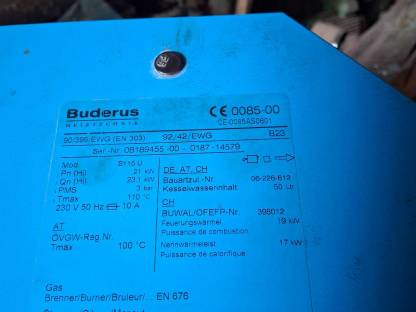 Buderus
HEIZTECHNIK
CE 0085-00
CE-0085AS0601
90/396/EWG (EN 303) 92/42/EWG B23
Ser.-Nr. 08189455-00-0187-14579
Mod. S115 U
Pn (Hi) 21 kW
Qn (Hi) 23.1 kW
PMS 3 bar
Tmax 110 °C
230 V 50 Hz 10 A
AT
ÖVGW-Reg.Nr.
Tmax 100 °C
DE, AT, CH
Bauartzul.-Nr 06-226-612
Kesselwasserinhalt 50 Ltr
CH
BUWAL/OFEFP-Nr 398012
Feuerungswärmel. 19 kW
Puissance de combustion
Nennwärmeleist 17 kW
Puissance de calorifique
Gas
Brenner/Burner/Bruleur/... EN 676